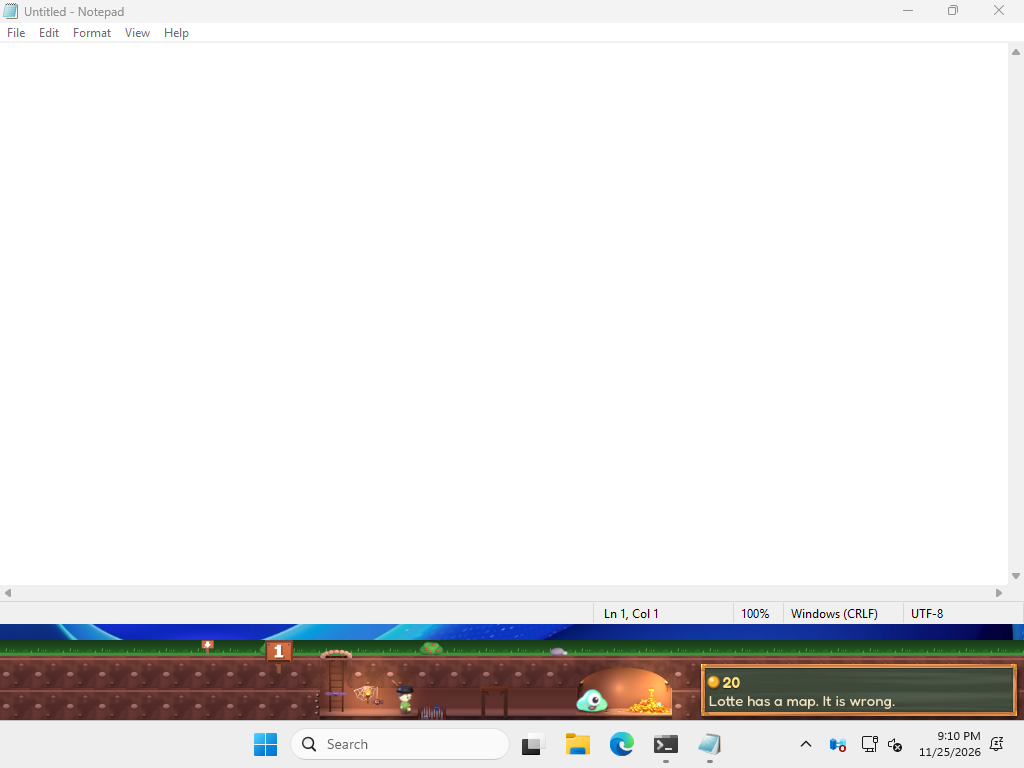 Untitled - Notepad
File Edit Format View Help
Ln 1, Col 1 100% Windows (CRLF) UTF-8
1
20
Lotte has a map. It is wrong.
Search
9:10 PM
11/25/2026